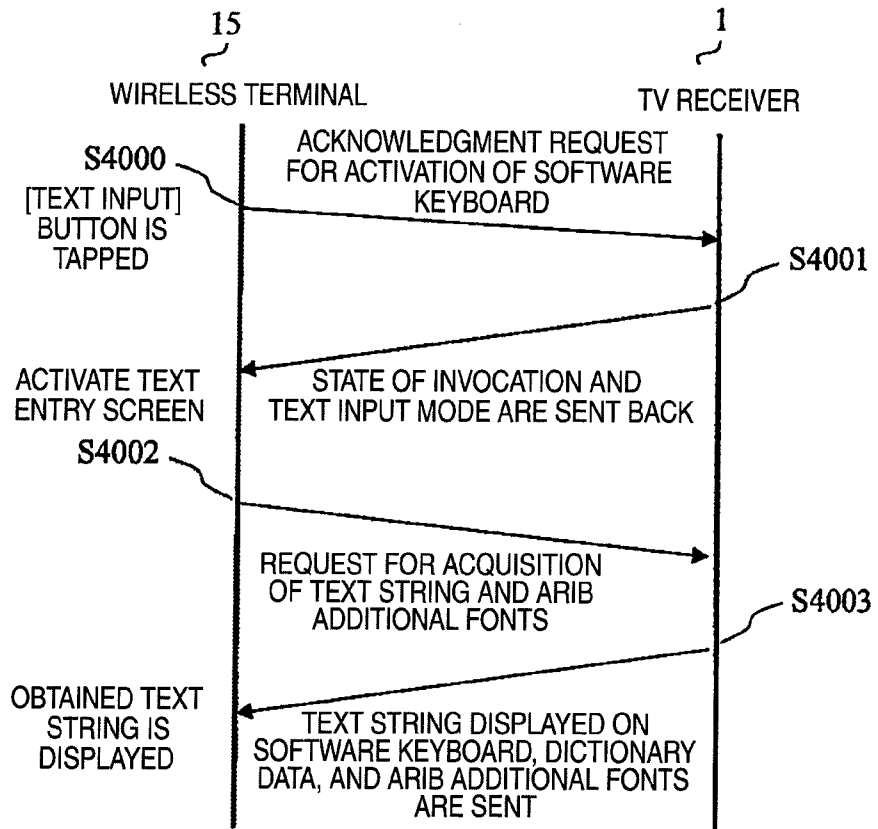 15
1
WIRELESS TERMINAL
TV RECEIVER
ACKNOWLEDGMENT REQUEST
FOR ACTIVATION OF SOFTWARE
KEYBOARD
S4000
[TEXT INPUT]
BUTTON IS
TAPPED
S4001
ACTIVATE TEXT
ENTRY SCREEN
STATE OF INVOCATION AND
TEXT INPUT MODE ARE SENT BACK
S4002
REQUEST FOR ACQUISITION
OF TEXT STRING AND ARIB
ADDITIONAL FONTS
S4003
OBTAINED TEXT
STRING IS
DISPLAYED
TEXT STRING DISPLAYED ON
SOFTWARE KEYBOARD, DICTIONARY
DATA, AND ARIB ADDITIONAL FONTS
ARE SENT